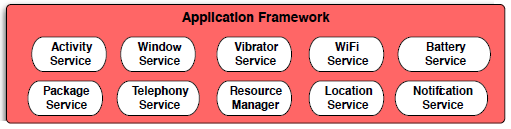 Application Framework
Activity Service
Window Service
Vibrator Service
WiFi Service
Battery Service
Package Service
Telephony Service
Resource Manager
Location Service
Notification Service